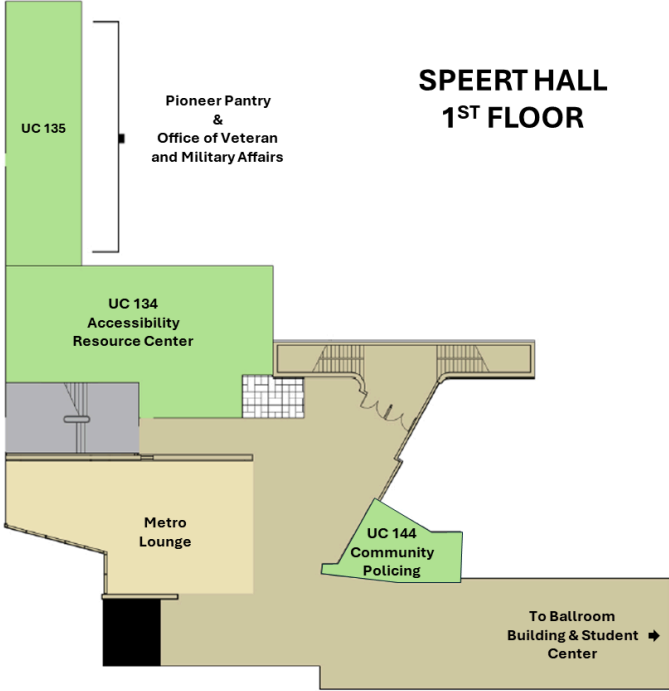 SPEERT HALL
1ST FLOOR
Pioneer Pantry
&
Office of Veteran
and Military Affairs
UC 135
UC 134
Accessibility
Resource Center
Metro
Lounge
UC 144
Community
Policing
To Ballroom
Building & Student
Center